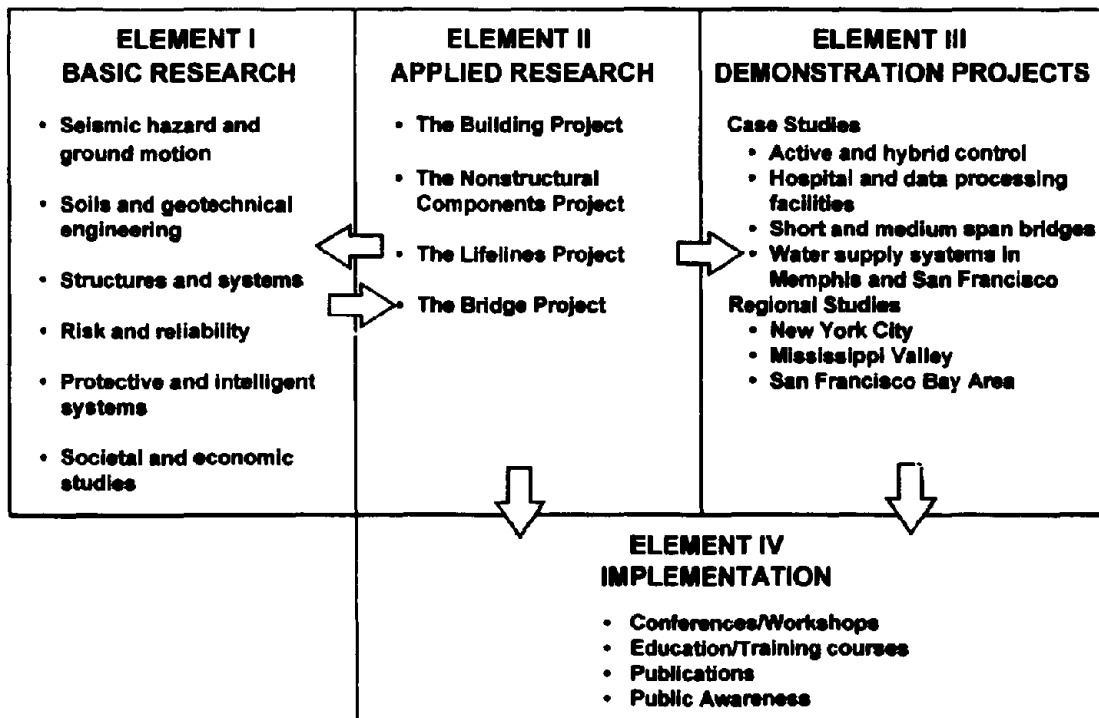 ELEMENT I
BASIC RESEARCH
• Seismic hazard and
ground motion
• Soils and geotechnical
engineering
• Structures and systems
• Risk and reliability
• Protective and intelligent
systems
• Societal and economic
studies
ELEMENT II
APPLIED RESEARCH
• The Building Project
• The Nonstructural
Components Project
• The Lifelines Project
• The Bridge Project
ELEMENT III
DEMONSTRATION PROJECTS
Case Studies
• Active and hybrid control
• Hospital and data processing
facilities
• Short and medium span bridges
• Water supply systems in
Memphis and San Francisco
Regional Studies
• New York City
• Mississippi Valley
• San Francisco Bay Area
ELEMENT IV
IMPLEMENTATION
• Conferences/Workshops
• Education/Training courses
• Publications
• Public Awareness